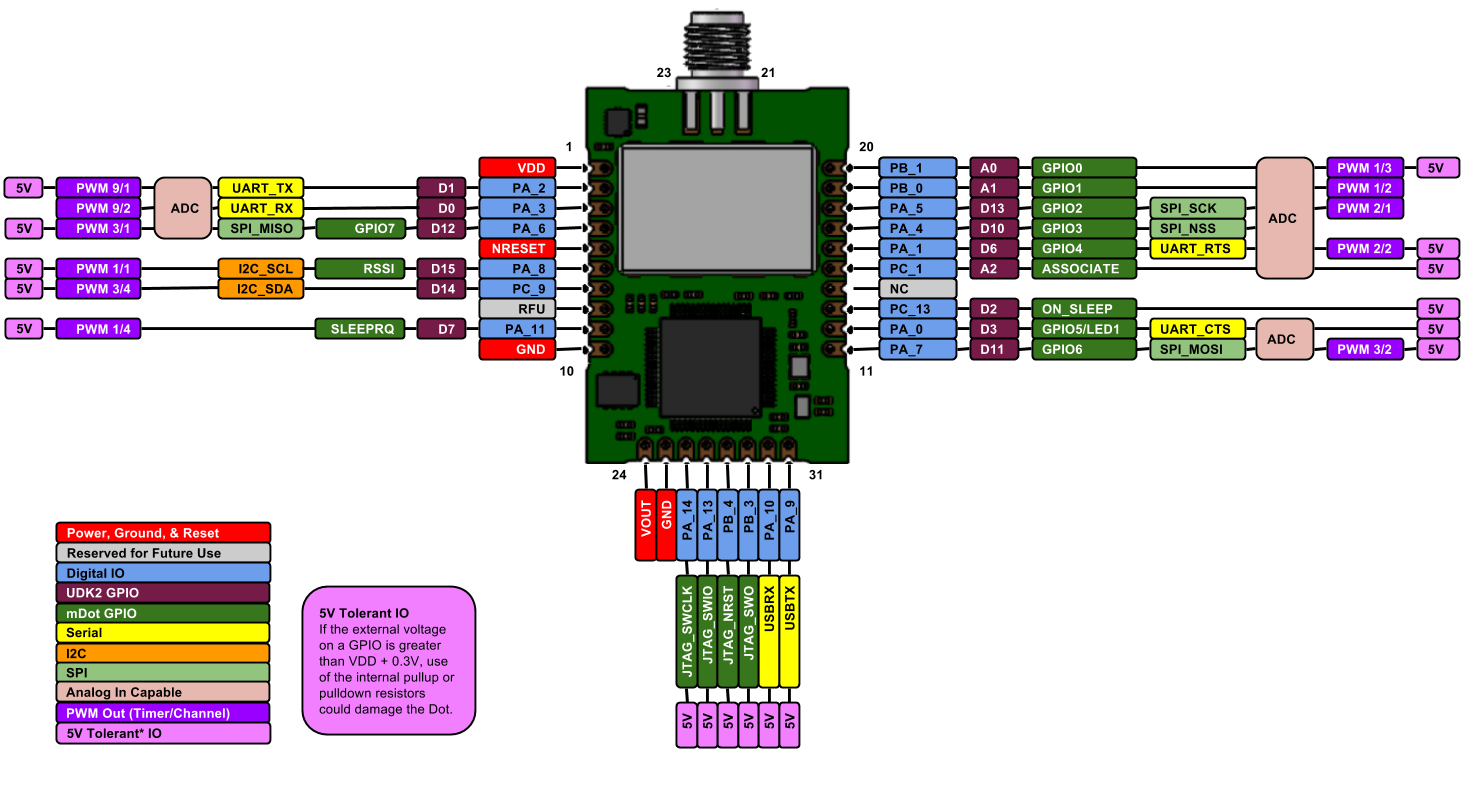 23 21
1 20
VDD
5V PWM 9/1 ADC UART_TX D1 PA_2
PWM 9/2 UART_RX D0 PA_3
5V PWM 3/1 SPI_MISO GPIO7 D12 PA_6
NRESET
5V PWM 1/1 I2C_SCL RSSI D15 PA_8
5V PWM 3/4 I2C_SDA D14 PC_9
RFU
5V PWM 1/4 SLEEPRQ D7 PA_11
GND
10
PB_1 A0 GPIO0 ADC PWM 1/3 5V
PB_0 A1 GPIO1 PWM 1/2
PA_5 D13 GPIO2 SPI_SCK PWM 2/1
PA_4 D10 GPIO3 SPI_NSS
PA_1 D6 GPIO4 UART_RTS PWM 2/2 5V
PC_1 A2 ASSOCIATE 5V
NC
PC_13 D2 ON_SLEEP 5V
PA_0 D3 GPIO5/LED1 UART_CTS ADC 5V
PA_7 D11 GPIO6 SPI_MOSI PWM 3/2 5V
11
24 31
VOUT
GND
PA_14 JTAG_SWCLK 5V
PA_13 JTAG_SWIO 5V
PB_4 JTAG_NRST 5V
PB_3 JTAG_SWO 5V
PA_10 USBRX 5V
PA_9 USBTX 5V
Power, Ground, & Reset
Reserved for Future Use
Digital IO
UDK2 GPIO
mDot GPIO
Serial
I2C
SPI
Analog In Capable
PWM Out (Timer/Channel)
5V Tolerant* IO
5V Tolerant IO
If the external voltage
on a GPIO is greater
than VDD + 0.3V, use
of the internal pullup or
pulldown resistors
could damage the Dot.